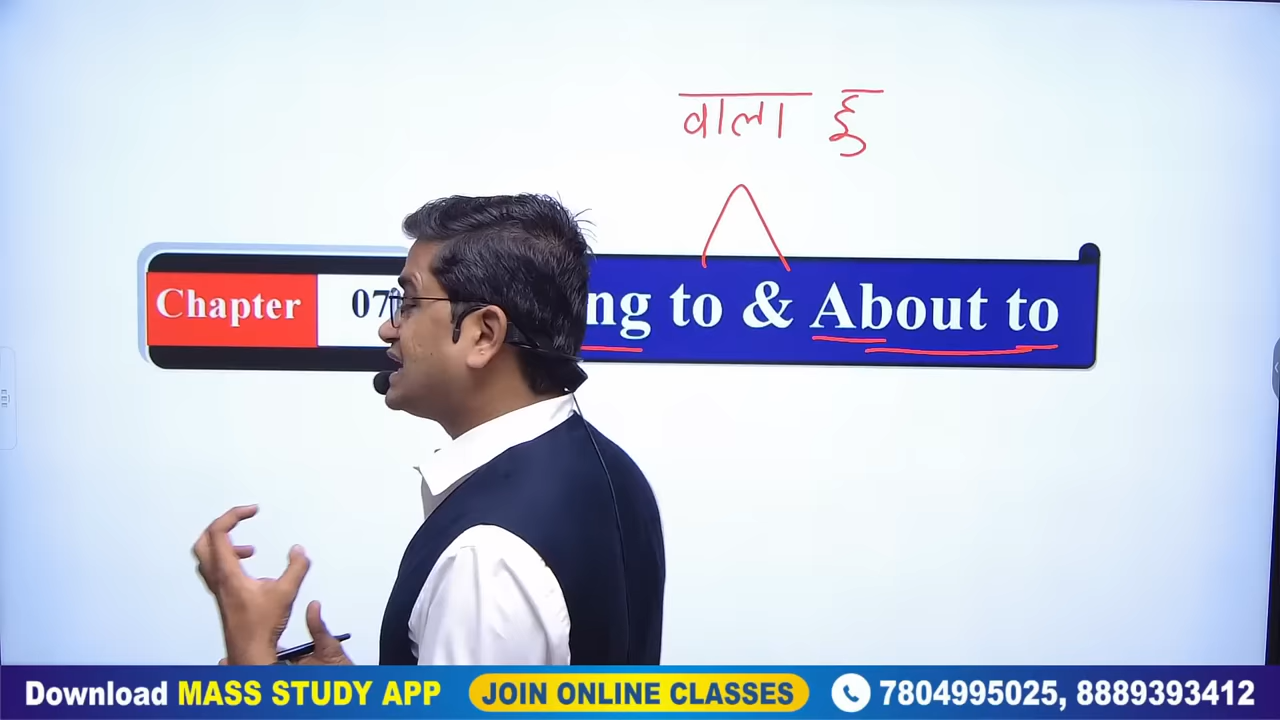 वाला हु
Chapter 07 ng to & About to
Download MASS STUDY APP JOIN ONLINE CLASSES 7804995025, 8889393412